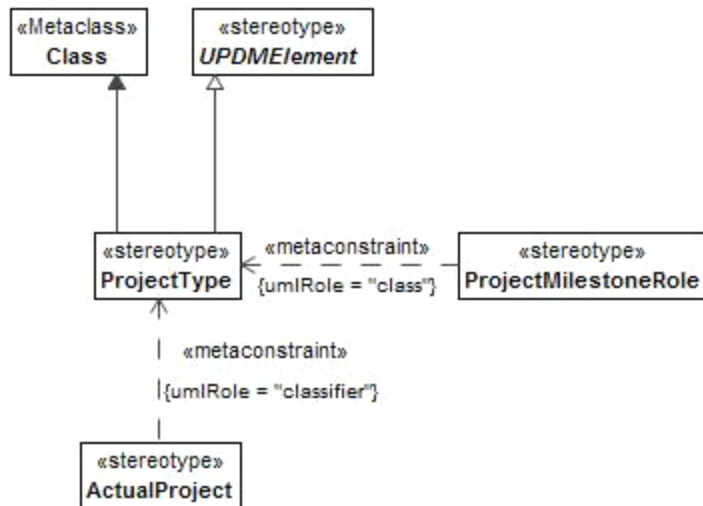 «Metaclass»
Class
«stereotype»
UPDMElement
«stereotype»
ProjectType
«metaconstraint»
{umlRole = "class"}
«stereotype»
ProjectMilestoneRole
«metaconstraint»
{umlRole = "classifier"}
«stereotype»
ActualProject